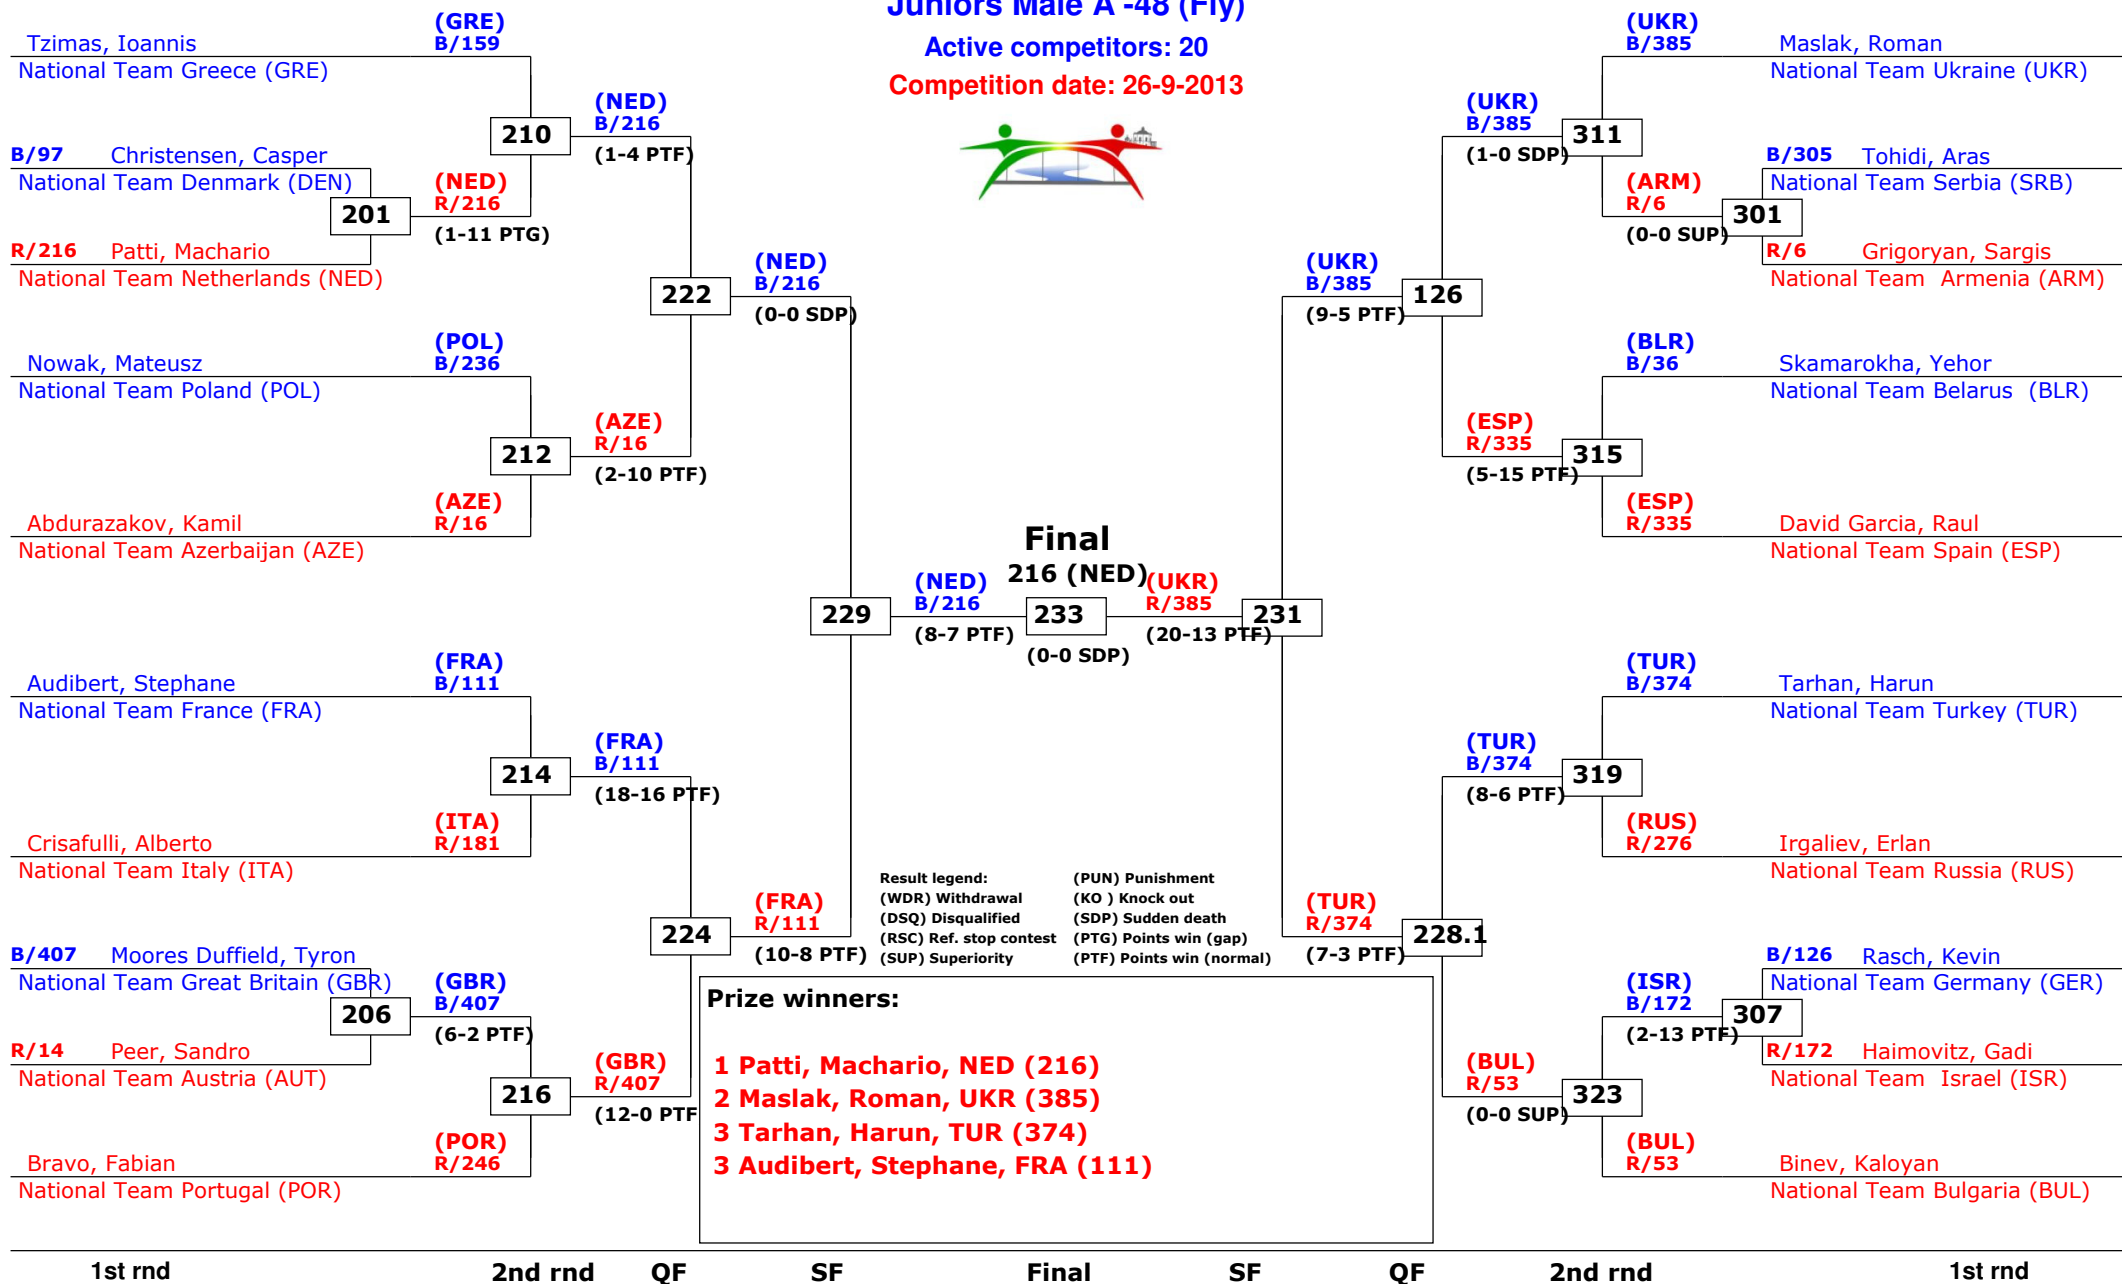 Juniors Male A -48 (Fly)
Active competitors: 20
Competition date: 26-9-2013
(GRE)
B/159
Tzimas, Ioannis
National Team Greece (GRE)
B/97 Christensen, Casper
National Team Denmark (DEN)
201
R/216 Patti, Machario
National Team Netherlands (NED)
(NED)
R/216
(1-11 PTG)
210
(NED)
B/216
(1-4 PTF)
(POL)
B/236
Nowak, Mateusz
National Team Poland (POL)
212
(AZE)
R/16
Abdurazakov, Kamil
National Team Azerbaijan (AZE)
(AZE)
R/16
(2-10 PTF)
222
(NED)
B/216
(0-0 SDP)
(FRA)
B/111
Audibert, Stephane
National Team France (FRA)
214
(ITA)
R/181
Crisafulli, Alberto
National Team Italy (ITA)
(FRA)
B/111
(18-16 PTF)
B/407 Moores Duffield, Tyron
National Team Great Britain (GBR)
206
R/14 Peer, Sandro
National Team Austria (AUT)
(GBR)
B/407
(6-2 PTF)
216
(POR)
R/246
Bravo, Fabian
National Team Portugal (POR)
(GBR)
R/407
(12-0 PTF
224
(FRA)
R/111
(10-8 PTF)
229
(NED)
B/216
(8-7 PTF)
Final
216 (NED)
233
(0-0 SDP)
(UKR)
R/385
(20-13 PTF)
231
(UKR)
B/385
(9-5 PTF)
126
(UKR)
B/385
(1-0 SDP)
311
(UKR)
B/385
Maslak, Roman
National Team Ukraine (UKR)
(ARM)
R/6
(0-0 SUP)
301
B/305 Tohidi, Aras
National Team Serbia (SRB)
R/6 Grigoryan, Sargis
National Team  Armenia (ARM)
(ESP)
R/335
(5-15 PTF)
315
(BLR)
B/36
Skamarokha, Yehor
National Team Belarus  (BLR)
(ESP)
R/335
David Garcia, Raul
National Team Spain (ESP)
(TUR)
R/374
(7-3 PTF)
228.1
(TUR)
B/374
(8-6 PTF)
319
(TUR)
B/374
Tarhan, Harun
National Team Turkey (TUR)
(RUS)
R/276
Irgaliev, Erlan
National Team Russia (RUS)
(BUL)
R/53
(0-0 SUP)
323
(ISR)
B/172
(2-13 PTF)
307
B/126 Rasch, Kevin
National Team Germany (GER)
R/172 Haimovitz, Gadi
National Team  Israel (ISR)
(BUL)
R/53
Binev, Kaloyan
National Team Bulgaria (BUL)
Result legend: (PUN) Punishment
(WDR) Withdrawal (KO ) Knock out
(DSQ) Disqualified (SDP) Sudden death
(RSC) Ref. stop contest (PTG) Points win (gap)
(SUP) Superiority (PTF) Points win (normal)
Prize winners:
1 Patti, Machario, NED (216)
2 Maslak, Roman, UKR (385)
3 Tarhan, Harun, TUR (374)
3 Audibert, Stephane, FRA (111)
1st rnd 2nd rnd QF SF Final SF QF 2nd rnd 1st rnd